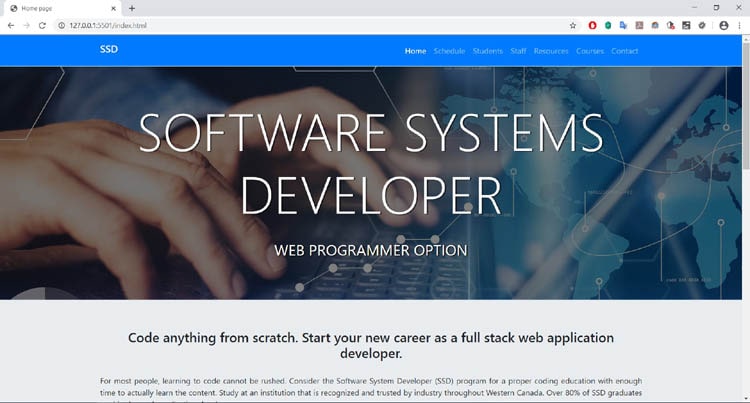 Home page
127.0.0.1:5501/index.html
SSD
Home Schedule Students Staff Resources Courses Contact
SOFTWARE SYSTEMS
DEVELOPER
WEB PROGRAMMER OPTION
Code anything from scratch. Start your new career as a full stack web application
developer.
For most people, learning to code cannot be rushed. Consider the Software System Developer (SSD) program for a proper coding education with enough
time to actually learn the content. Study at an institution that is recognized and trusted by industry throughout Western Canada. Over 80% of SSD graduates